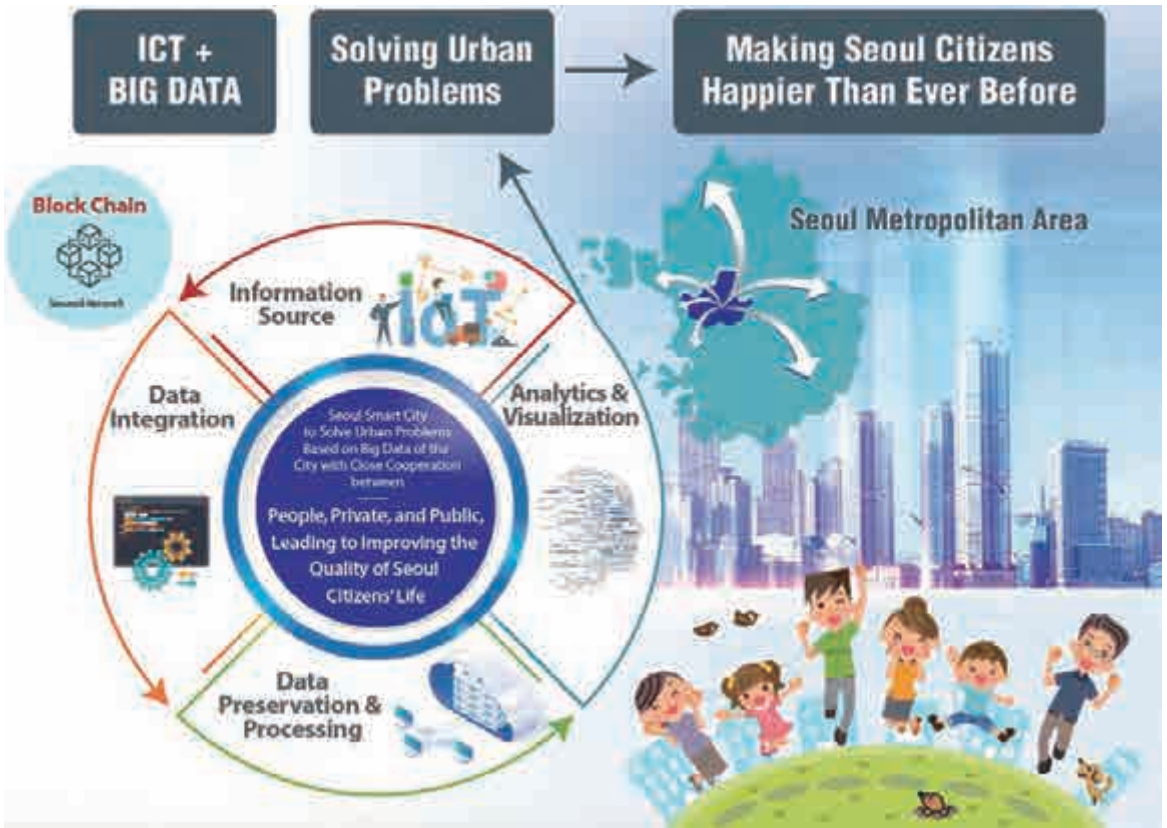 ICT +
BIG DATA
Solving Urban
Problems
Making Seoul Citizens
Happier Than Ever Before
Block Chain
Seoul Metropolitan Area
Information
Source
IoT
Data
Integration
Analytics &
Visualization
Seoul Smart City
to Solve Urban Problems
Based on Big Data of the
City with Close Cooperation
between
People, Private, and Public,
Leading to Improving the
Quality of Seoul
Citizens' Life
Data
Preservation &
Processing